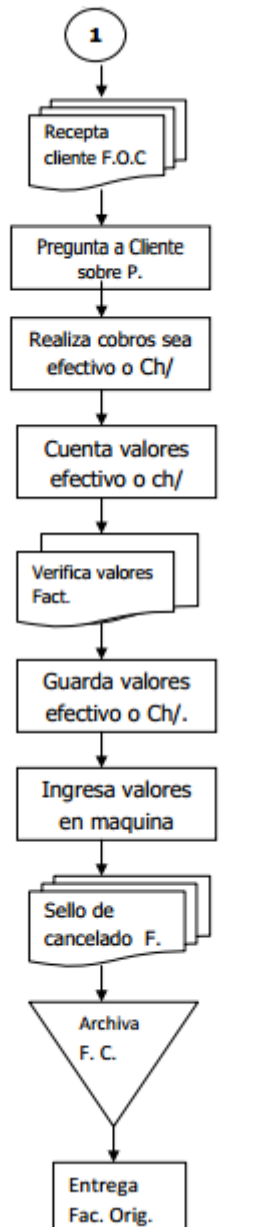 1
Recepta
cliente F.O.C
Pregunta a Cliente
sobre P.
Realiza cobros sea
efectivo o Ch/
Cuenta valores
efectivo o ch/
Verifica valores
Fact.
Guarda valores
efectivo o Ch/.
Ingresa valores
en maquina
Sello de
cancelado F.
Archiva
F. C.
Entrega
Fac. Orig.